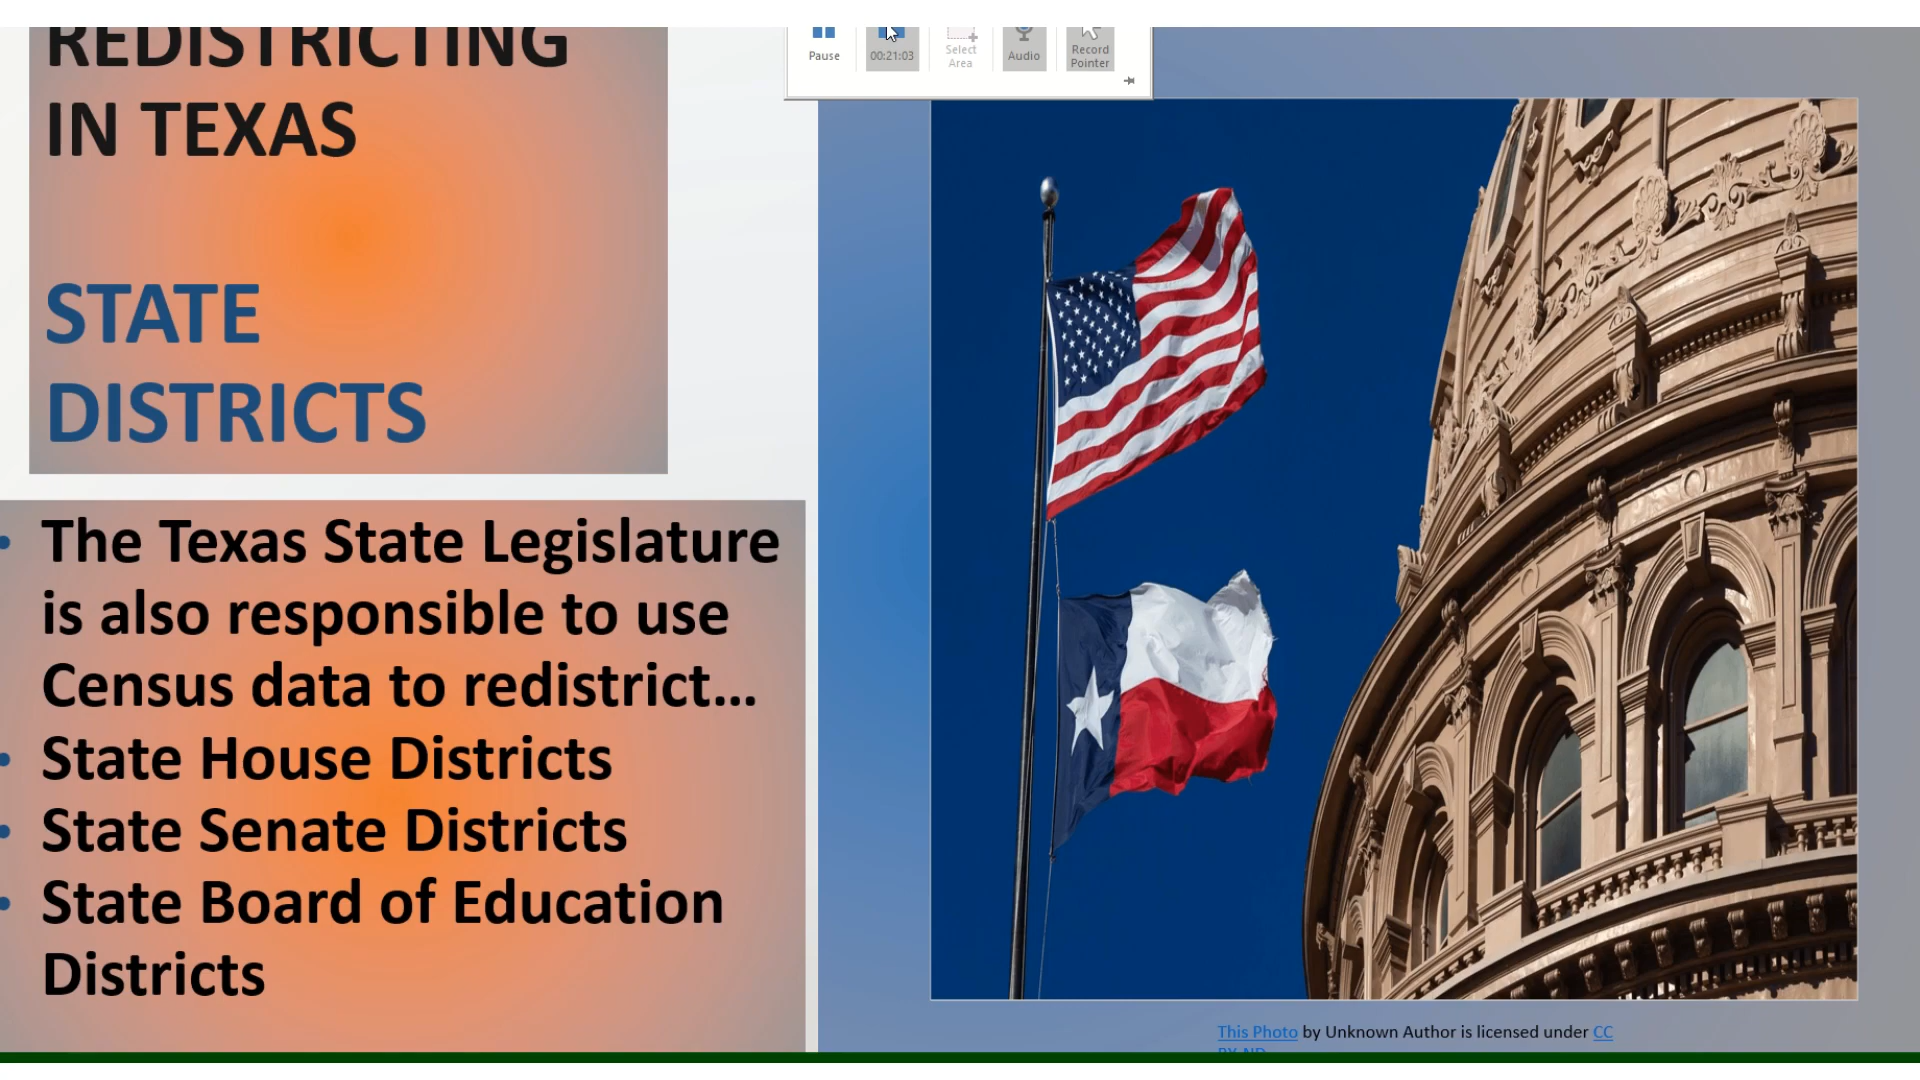 REDISTRICTING
IN TEXAS
STATE
DISTRICTS
• The Texas State Legislature
is also responsible to use
Census data to redistrict...
• State House Districts
• State Senate Districts
• State Board of Education
Districts
Pause
00:21:03
Select
Area
Audio
Record
Pointer
This Photo by Unknown Author is licensed under CC
BY-ND